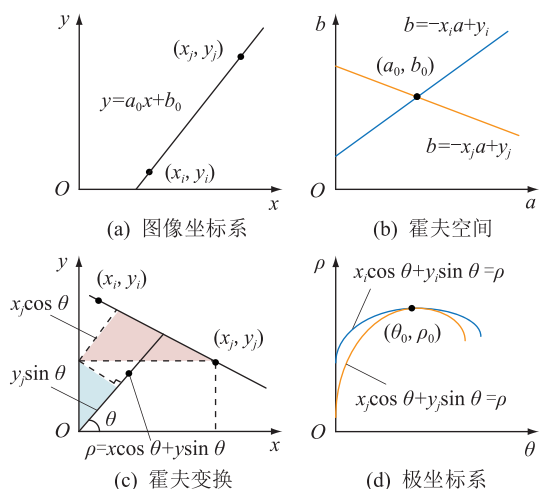 y
(xⱼ, yⱼ)
y=a₀x+b₀
(xᵢ, yᵢ)
O
x
(a) 图像坐标系
b
b=−xᵢa+yᵢ
(a₀, b₀)
b=−xⱼa+yⱼ
O
a
(b) 霍夫空间
y
(xᵢ, yᵢ)
xⱼcos θ
(xⱼ, yⱼ)
yⱼsin θ
θ
O
ρ=xcos θ+ysin θ
x
(c) 霍夫变换
ρ
xᵢcos θ+yᵢsin θ=ρ
(θ₀, ρ₀)
xⱼcos θ+yⱼsin θ=ρ
O
θ
(d) 极坐标系